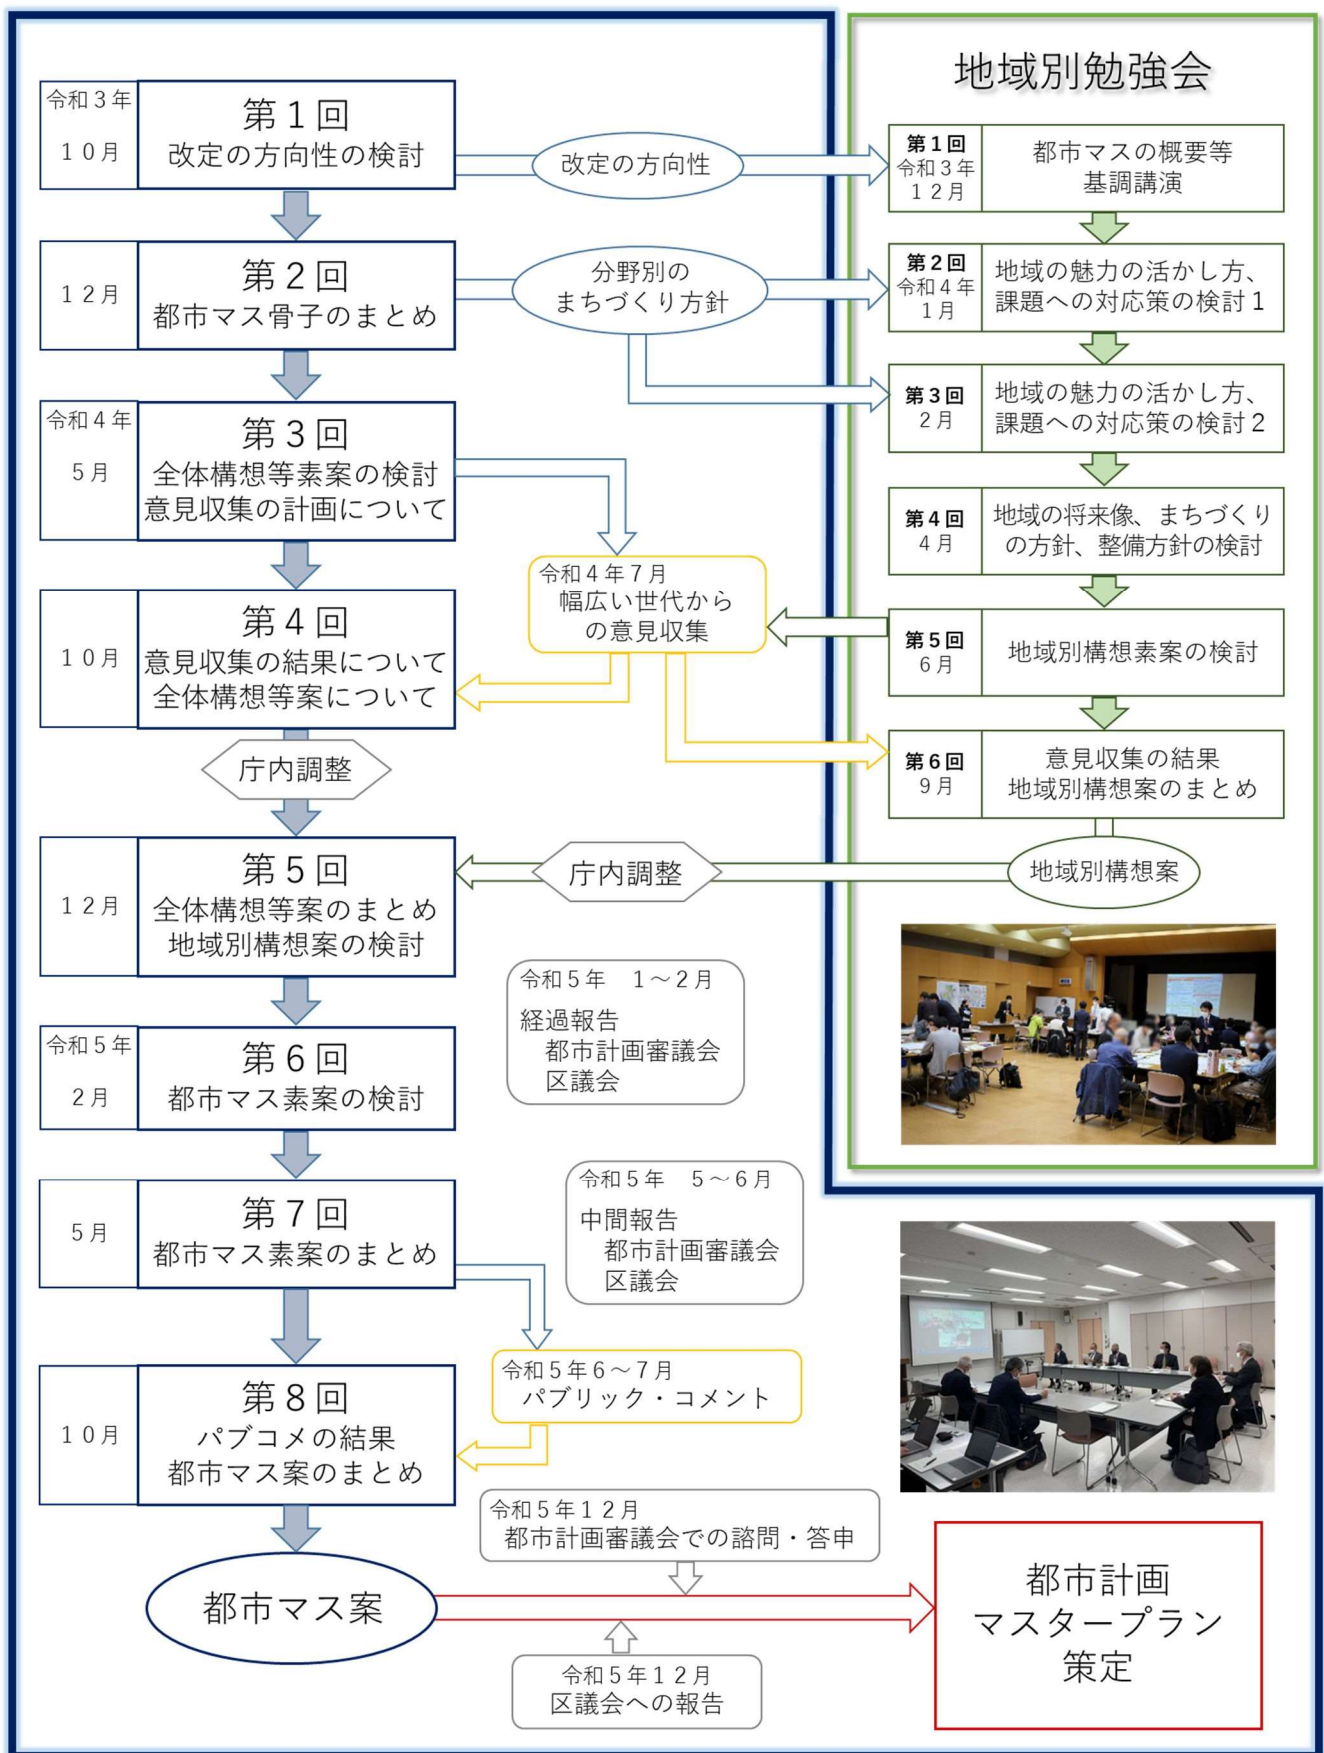 令和３年
１０月
第１回
改定の方向性の検討
改定の方向性
１２月
第２回
都市マス骨子のまとめ
分野別の
まちづくり方針
令和４年
５月
第３回
全体構想等素案の検討
意見収集の計画について
令和４年７月
幅広い世代から
の意見収集
１０月
第４回
意見収集の結果について
全体構想等案について
庁内調整
１２月
第５回
全体構想等案のまとめ
地域別構想案の検討
庁内調整
令和５年　１～２月
経過報告
都市計画審議会
区議会
令和５年
２月
第６回
都市マス素案の検討
令和５年　５～６月
中間報告
都市計画審議会
区議会
５月
第７回
都市マス素案のまとめ
令和５年６～７月
パブリック・コメント
１０月
第８回
パブコメの結果
都市マス案のまとめ
令和５年１２月
都市計画審議会での諮問・答申
都市マス案
令和５年１２月
区議会への報告
都市計画
マスタープラン
策定
地域別勉強会
第１回
令和３年
１２月
都市マスの概要等
基調講演
第２回
令和４年
１月
地域の魅力の活かし方、
課題への対応策の検討１
第３回
２月
地域の魅力の活かし方、
課題への対応策の検討２
第４回
４月
地域の将来像、まちづくり
の方針、整備方針の検討
第５回
６月
地域別構想素案の検討
第６回
９月
意見収集の結果
地域別構想案のまとめ
地域別構想案